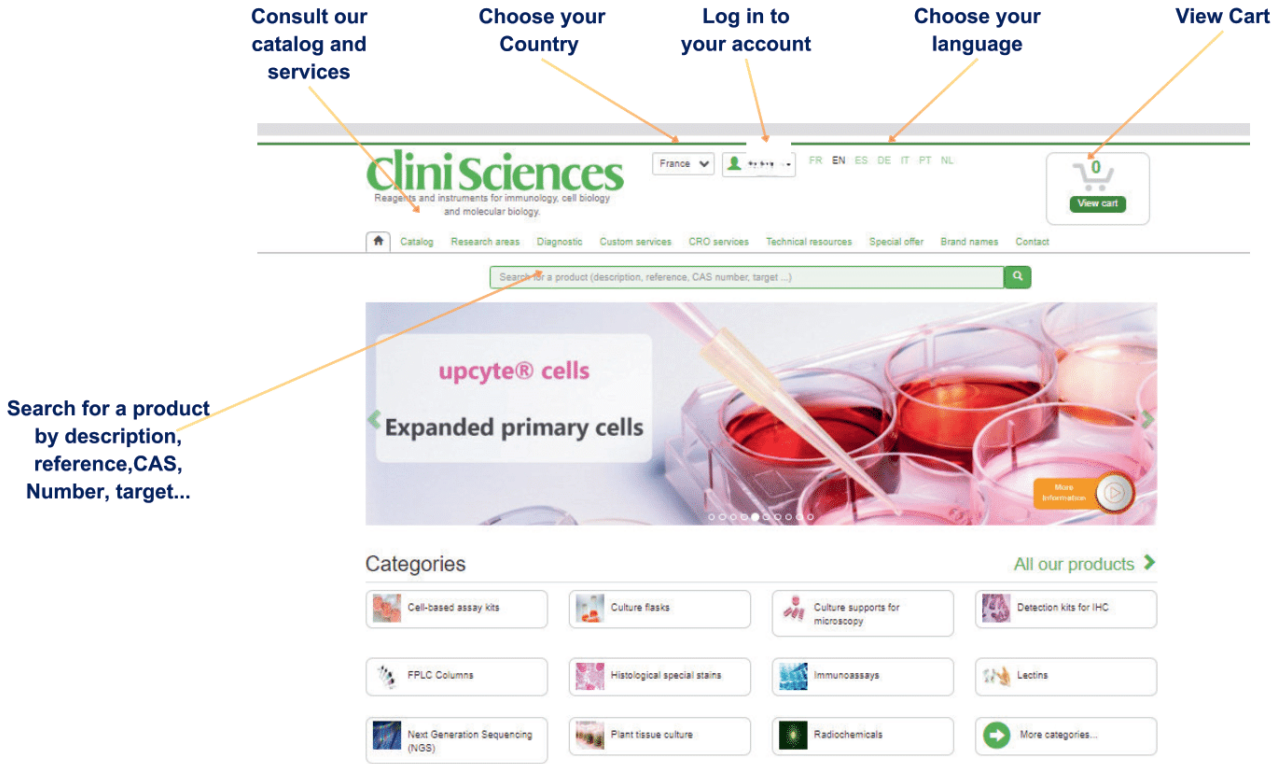 Consult our
catalog and
services
Choose your
Country
Log in to
your account
Choose your
language
View Cart
CliniSciences
Reagents and instruments for immunology, cell biology
and molecular biology.
France
FR EN ES DE IT PT NL
0
View cart
Catalog Research areas Diagnostic Custom services CRO services Technical resources Special offer Brand names Contact
Search for a product (description, reference, CAS number, target ...)
upcyte® cells
Expanded primary cells
More
Information
Search for a product
by description,
reference,CAS,
Number, target...
Categories
All our products
Cell-based assay kits
Culture flasks
Culture supports for
microscopy
Detection kits for IHC
FPLC Columns
Histological special stains
Immunoassays
Lectins
Next Generation Sequencing
(NGS)
Plant tissue culture
Radiochemicals
More categories...